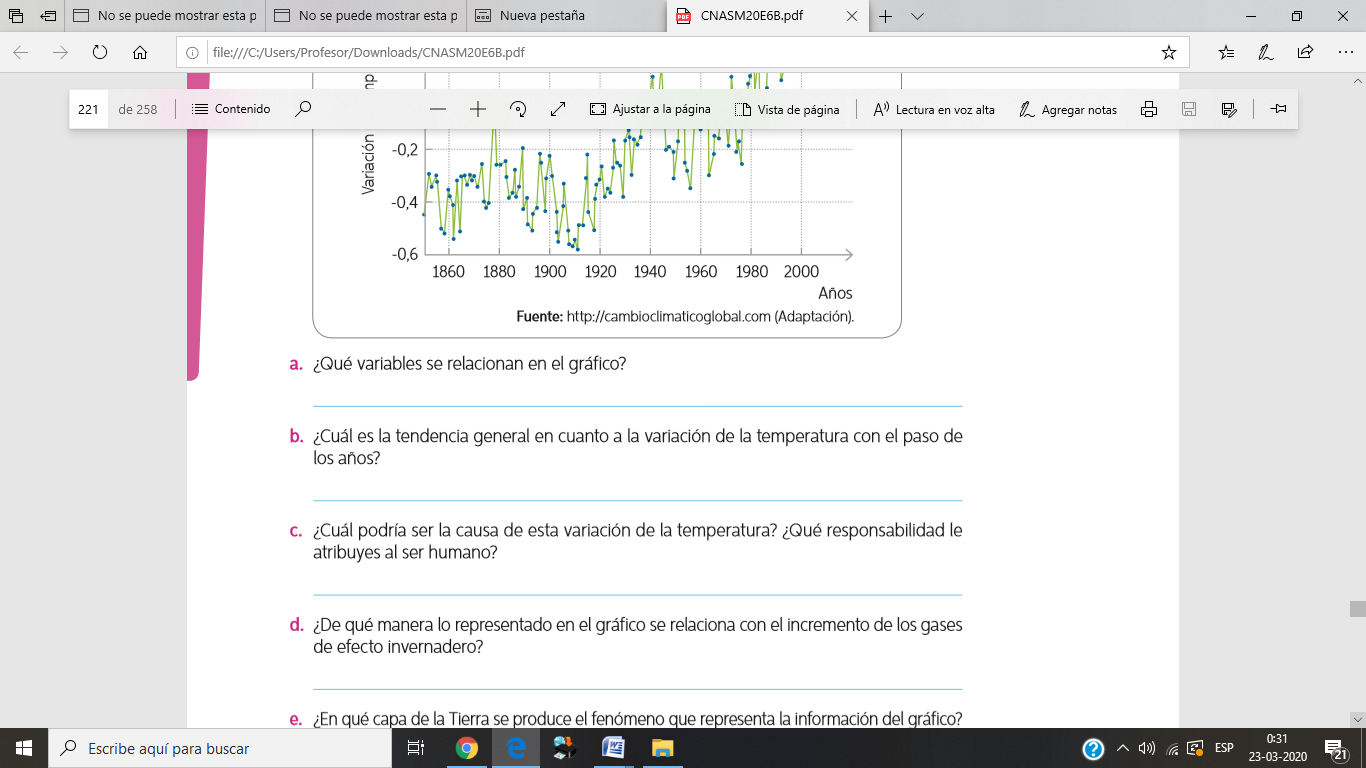 No se puede mostrar esta p
No se puede mostrar esta p
Nueva pestaña
CNASM20E6B.pdf
file:///C:/Users/Profesor/Downloads/CNASM20E6B.pdf
221 de 258
Contenido
Ajustar a la página
Vista de página
Lectura en voz alta
Agregar notas
Variación
mp
-0,2
-0,4
-0,6
1860 1880 1900 1920 1940 1960 1980 2000
Años
Fuente: http://cambioclimaticoglobal.com (Adaptación).
a. ¿Qué variables se relacionan en el gráfico?
b. ¿Cuál es la tendencia general en cuanto a la variación de la temperatura con el paso de
los años?
c. ¿Cuál podría ser la causa de esta variación de la temperatura? ¿Qué responsabilidad le
atribuyes al ser humano?
d. ¿De qué manera lo representado en el gráfico se relaciona con el incremento de los gases
de efecto invernadero?
e. ¿En qué capa de la Tierra se produce el fenómeno que representa la información del gráfico?
Escribe aquí para buscar
ESP
0:31
23-03-2020
21